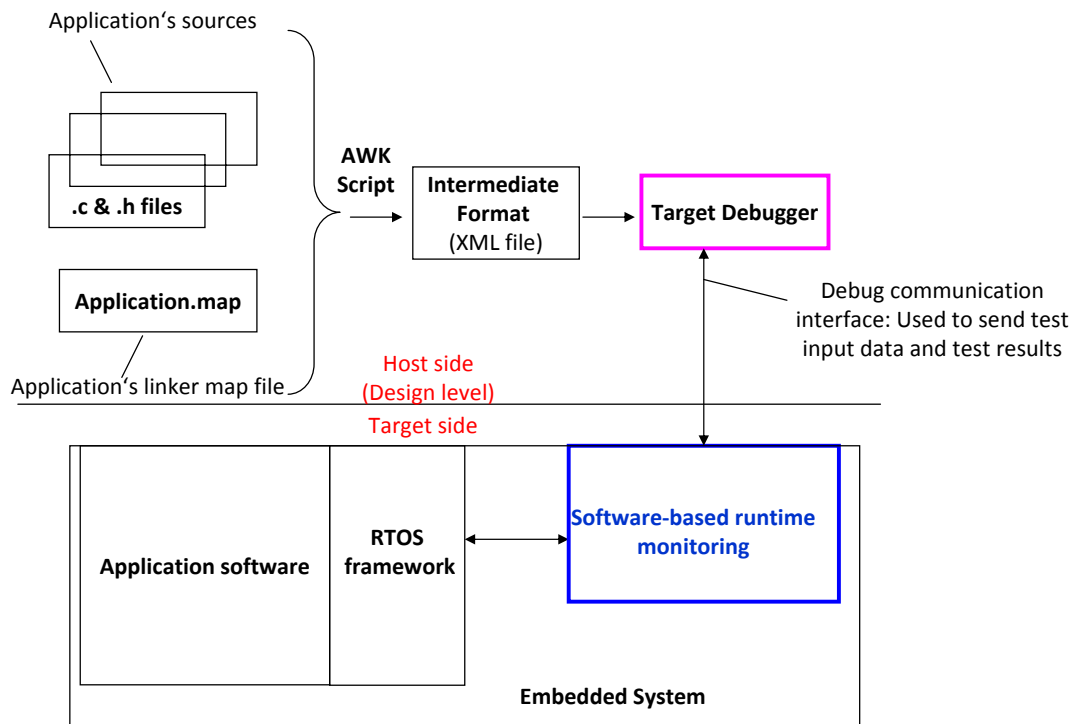 Application‘s sources
.c & .h files
Application.map
Application‘s linker map file
AWK
Script
Intermediate
Format
(XML file)
Target Debugger
Debug communication
interface: Used to send test
input data and test results
Host side
(Design level)
Target side
Application software
RTOS
framework
Software-based runtime
monitoring
Embedded System